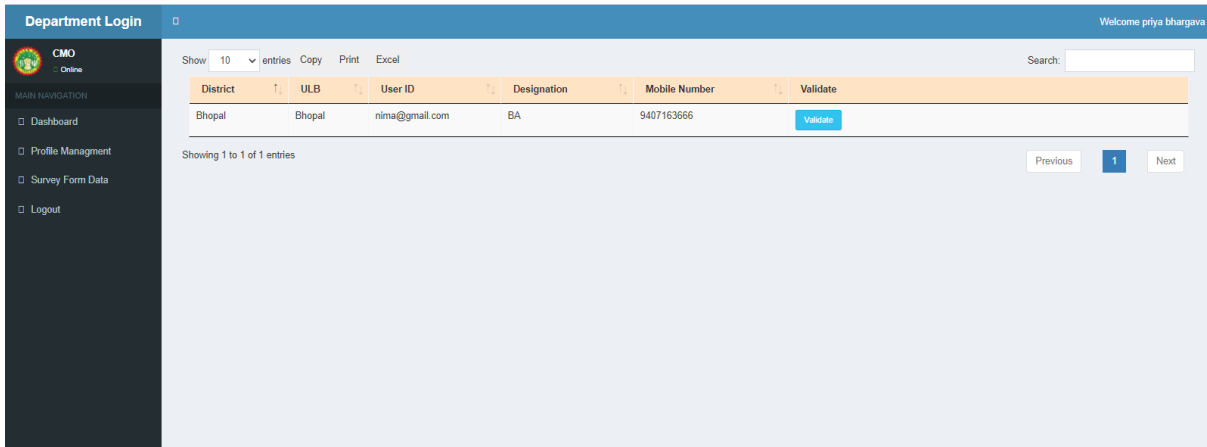 Department Login
Welcome priya bhargava
CMO
Online
MAIN NAVIGATION
Dashboard
Profile Managment
Survey Form Data
Logout
Show 10 entries Copy Print Excel
Search:
District ULB User ID Designation Mobile Number Validate
Bhopal Bhopal nima@gmail.com BA 9407163666 Validate
Showing 1 to 1 of 1 entries
Previous 1 Next